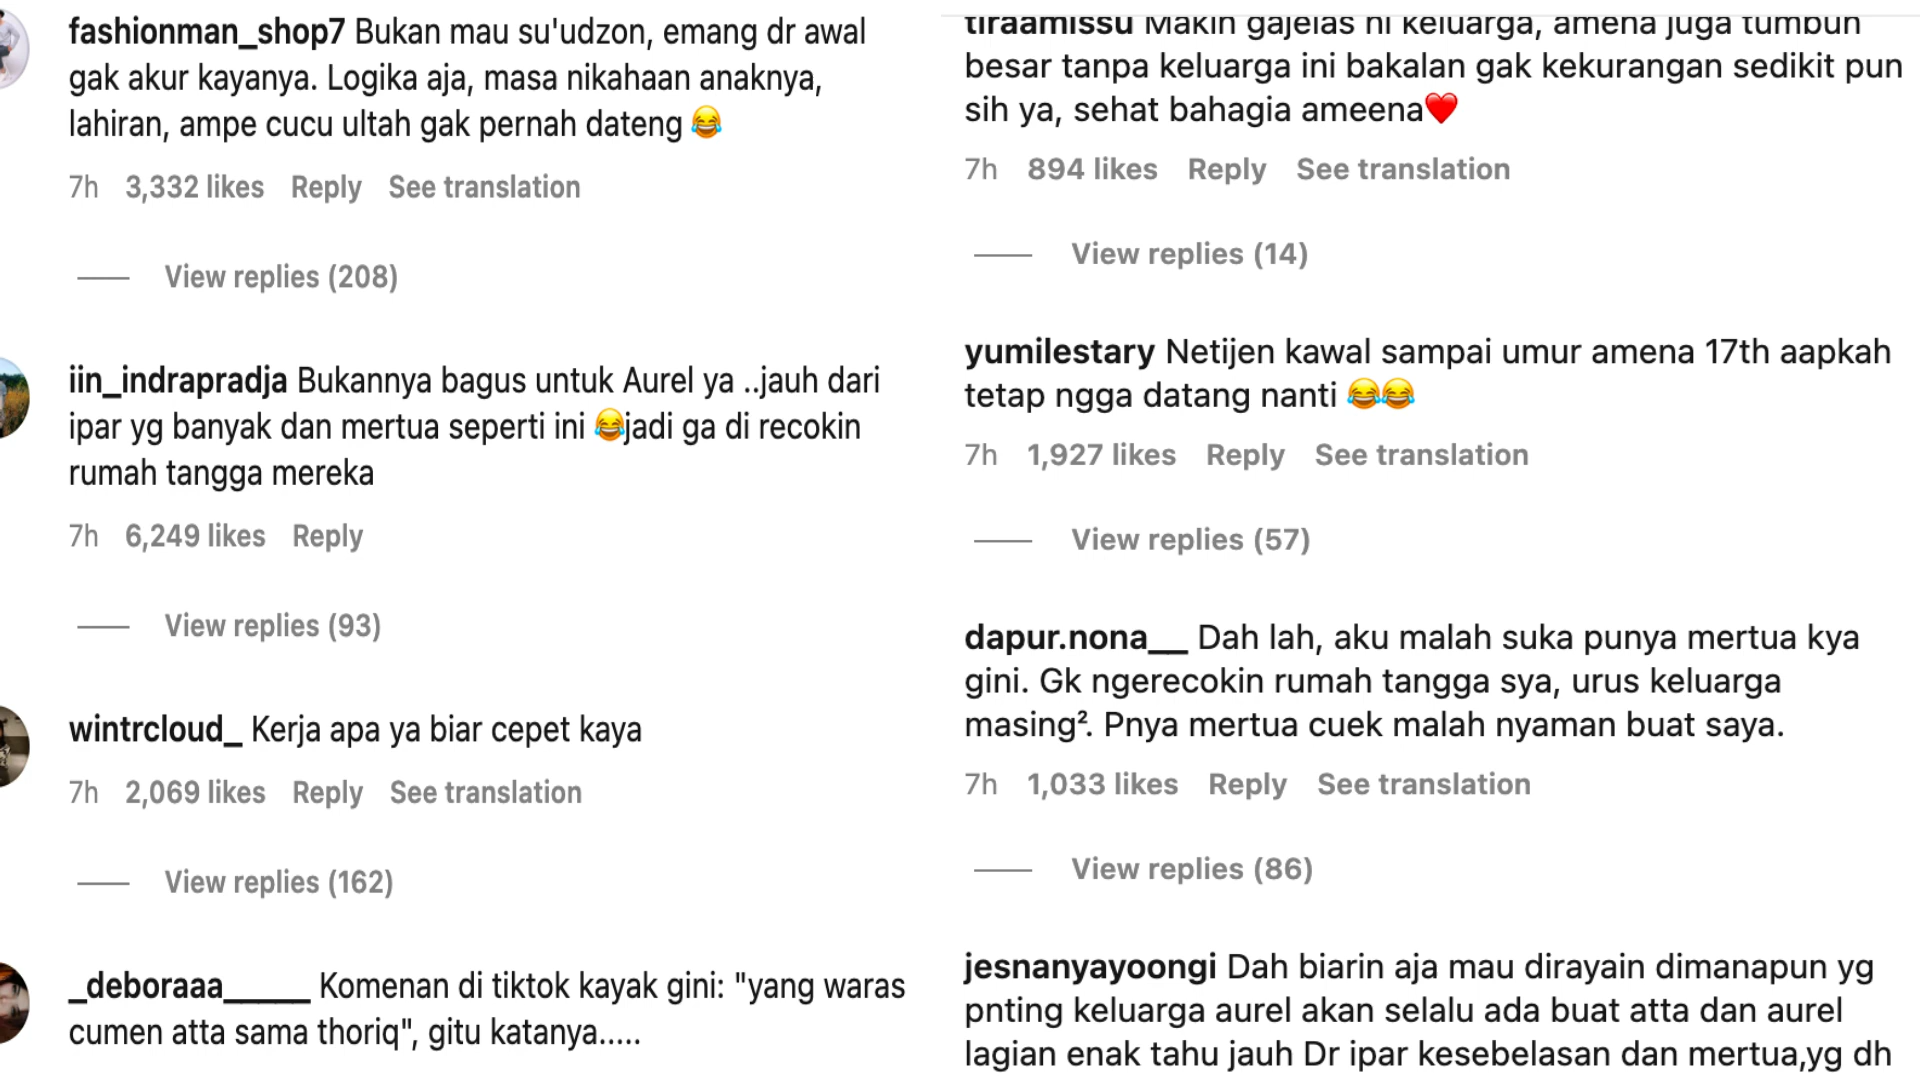 fashionman_shop7 Bukan mau su'udzon, emang dr awal
gak akur kayanya. Logika aja, masa nikahaan anaknya,
lahiran, ampe cucu ultah gak pernah dateng 😂
7h 3,332 likes Reply See translation
View replies (208)
iin_indrapradja Bukannya bagus untuk Aurel ya ..jauh dari
ipar yg banyak dan mertua seperti ini 😂jadi ga di recokin
rumah tangga mereka
7h 6,249 likes Reply
View replies (93)
wintrcloud_ Kerja apa ya biar cepet kaya
7h 2,069 likes Reply See translation
View replies (162)
_deboraaa_____ Komenan di tiktok kayak gini: "yang waras
cumen atta sama thoriq", gitu katanya.....
tiraamissu Makin gajelas ni keluarga, amena juga tumbuh
besar tanpa keluarga ini bakalan gak kekurangan sedikit pun
sih ya, sehat bahagia ameena❤️
7h 894 likes Reply See translation
View replies (14)
yumilestary Netijen kawal sampai umur amena 17th aapkah
tetap ngga datang nanti 😂😂
7h 1,927 likes Reply See translation
View replies (57)
dapur.nona__ Dah lah, aku malah suka punya mertua kya
gini. Gk ngerecokin rumah tangga sya, urus keluarga
masing². Pnya mertua cuek malah nyaman buat saya.
7h 1,033 likes Reply See translation
View replies (86)
jesnanyayoongi Dah biarin aja mau dirayain dimanapun yg
pnting keluarga aurel akan selalu ada buat atta dan aurel
lagian enak tahu jauh Dr ipar kesebelasan dan mertua,yg dh